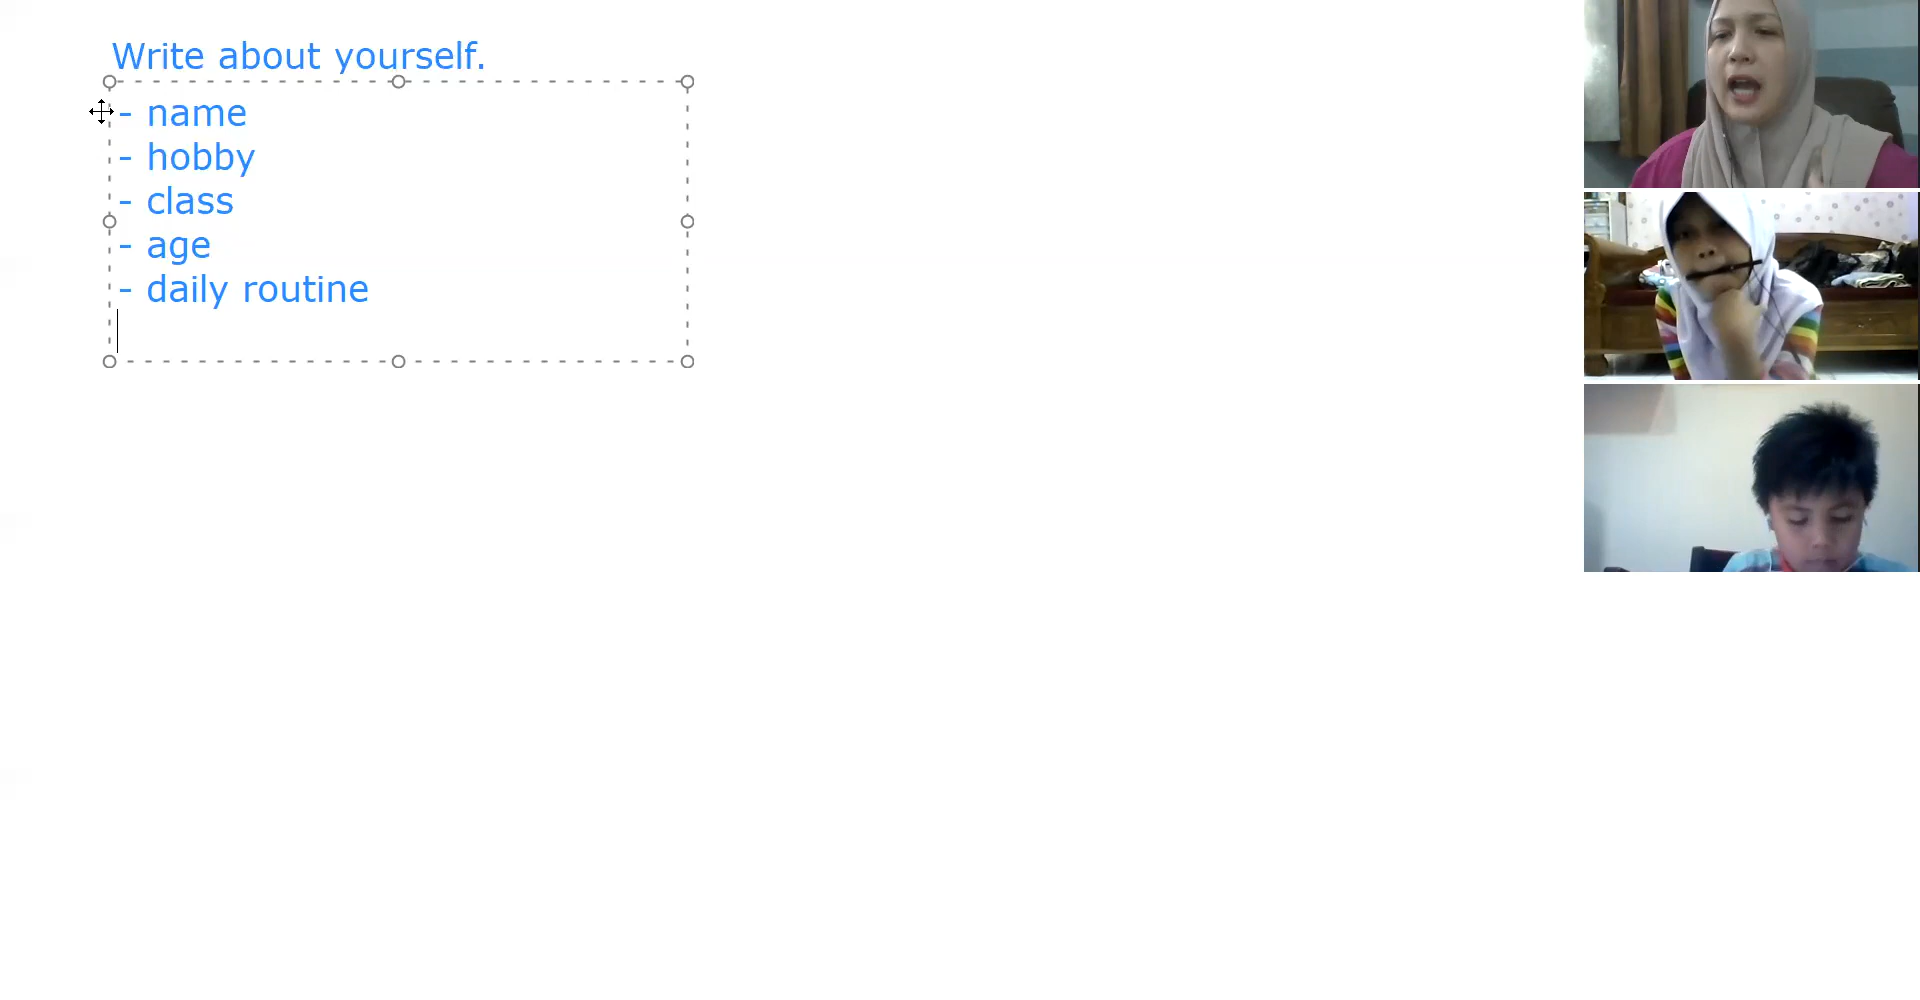 Write about yourself.
- name
- hobby
- class
- age
- daily routine